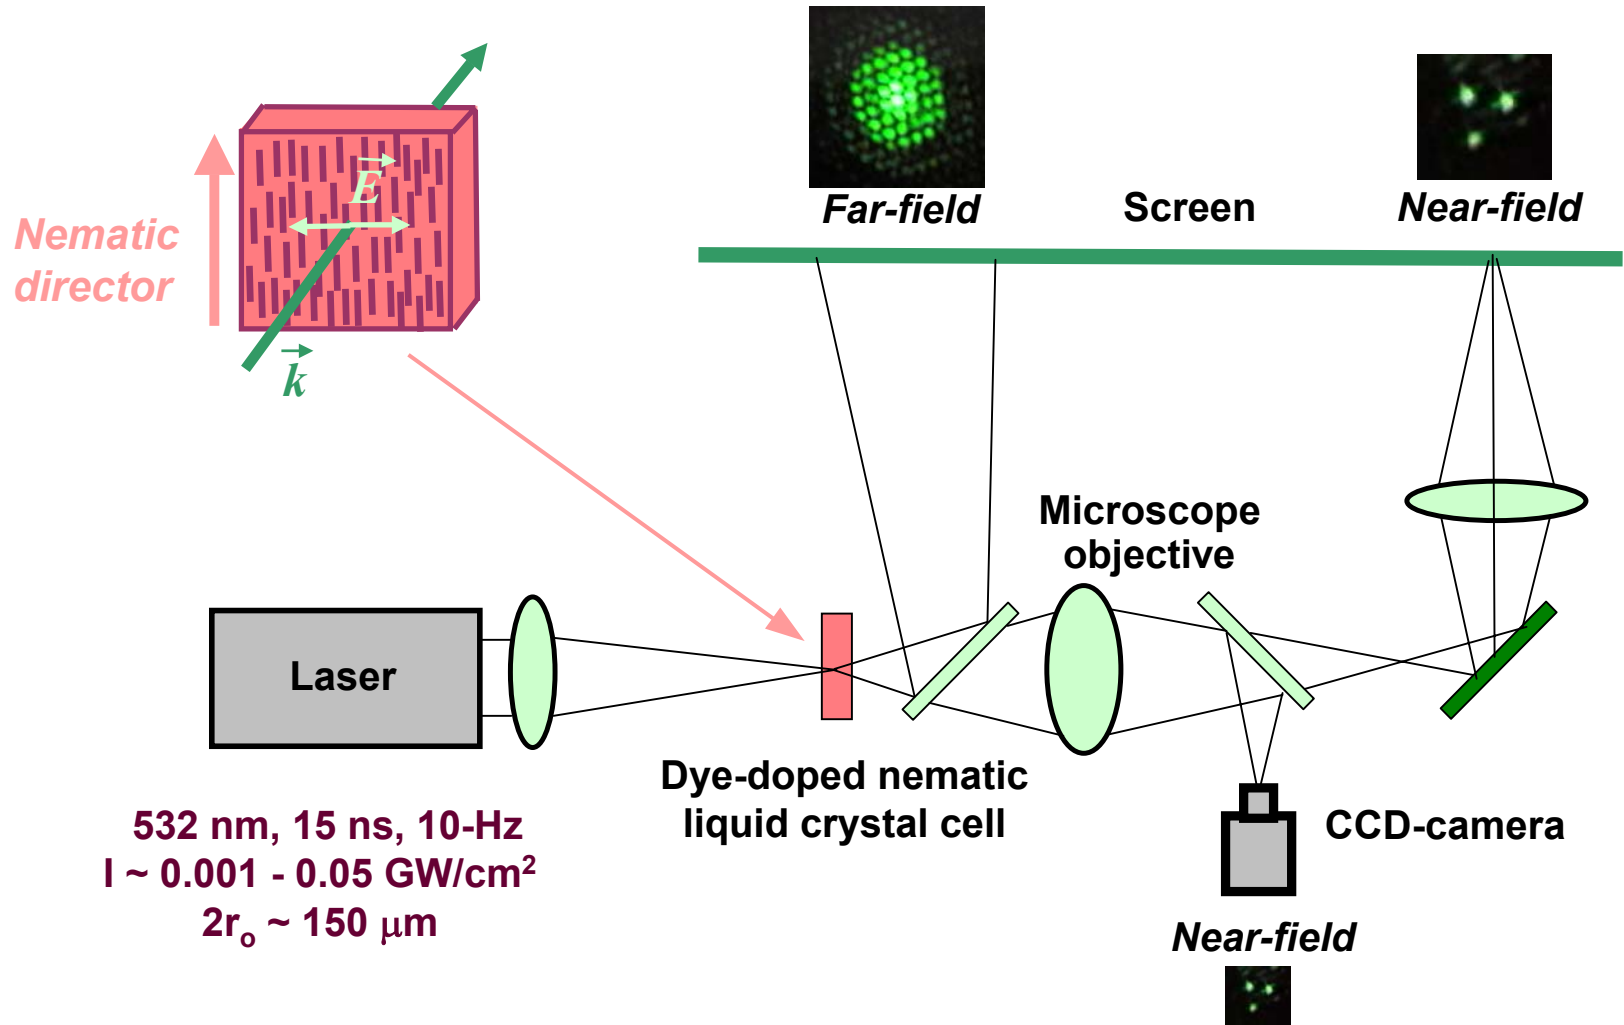 Far-field
Screen
Near-field
Nematic
director
E
k
Microscope
objective
Laser
Dye-doped nematic
liquid crystal cell
CCD-camera
532 nm, 15 ns, 10-Hz
I ~ 0.001 - 0.05 GW/cm²
2rₒ ~ 150 μm
Near-field